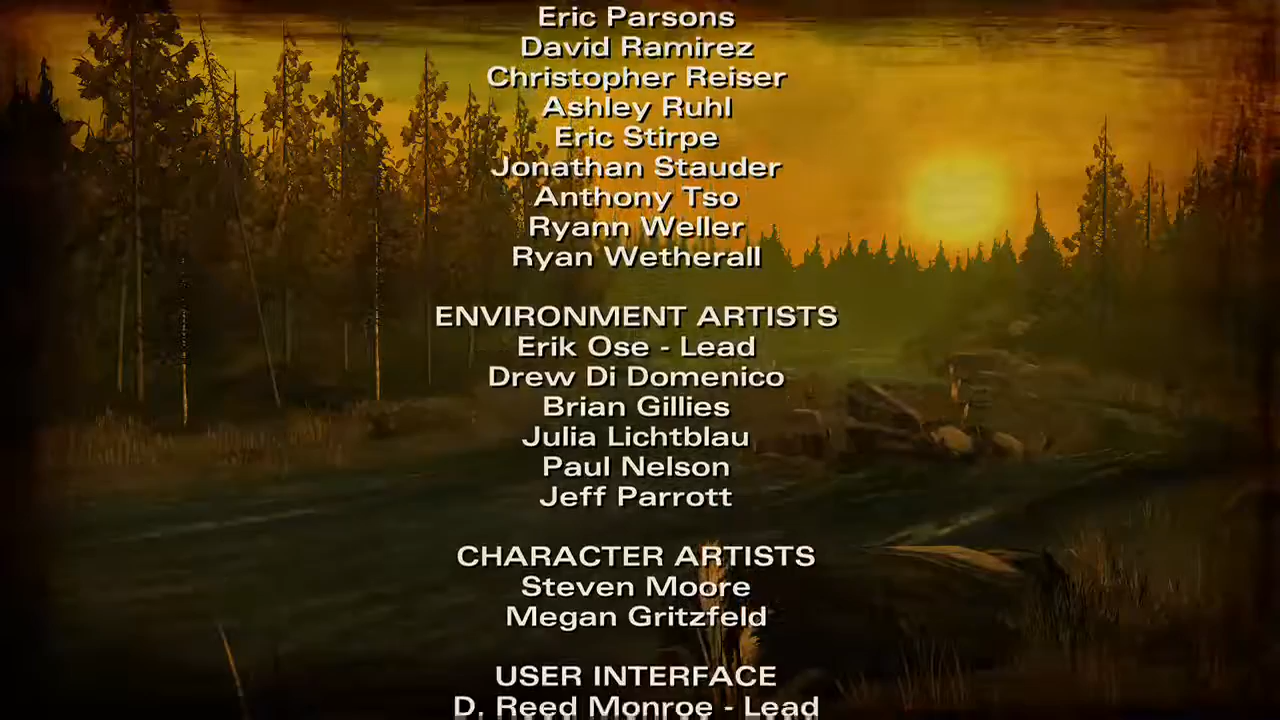 Eric Parsons
David Ramirez
Christopher Reiser
Ashley Ruhl
Eric Stirpe
Jonathan Stauder
Anthony Tso
Ryann Weller
Ryan Wetherall
ENVIRONMENT ARTISTS
Erik Ose - Lead
Drew Di Domenico
Brian Gillies
Julia Lichtblau
Paul Nelson
Jeff Parrott
CHARACTER ARTISTS
Steven Moore
Megan Gritzfeld
USER INTERFACE
D. Reed Monroe - Lead